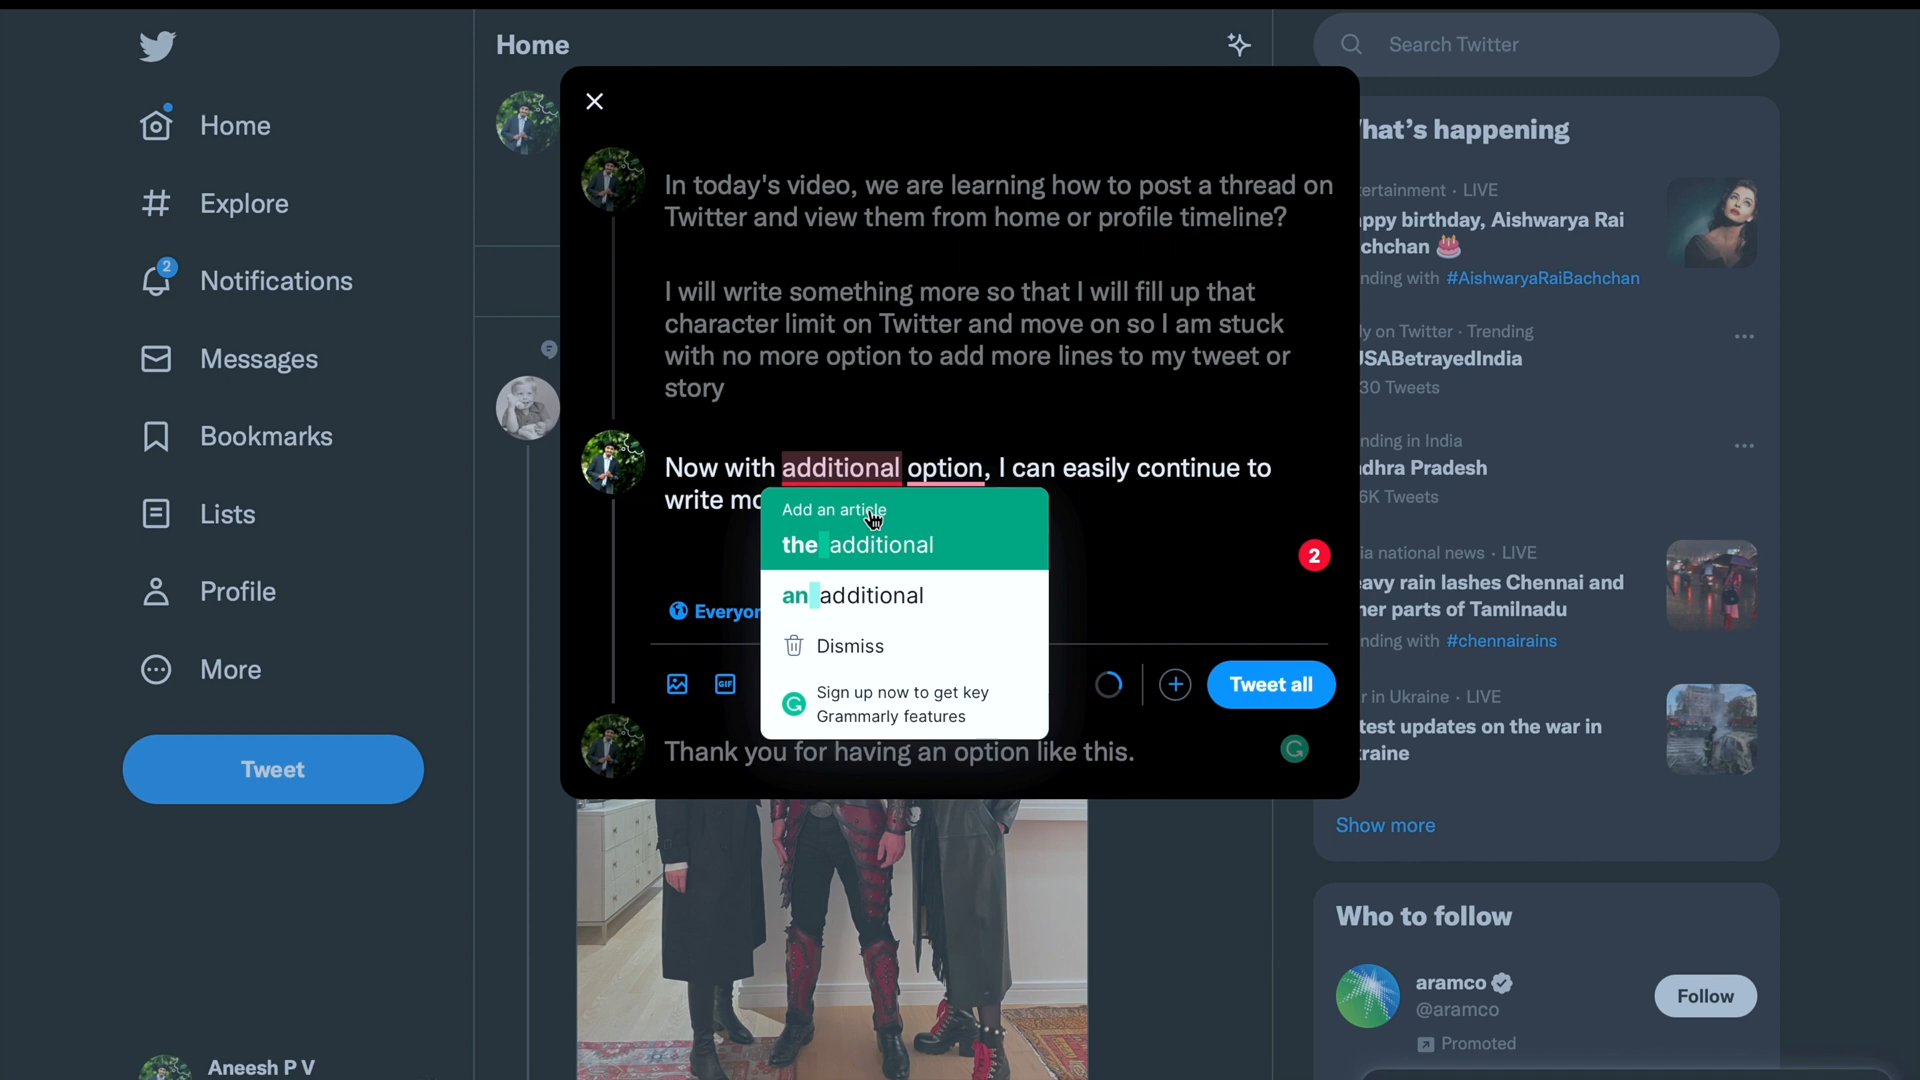 Home
Search Twitter
Home
Explore
2
Notifications
Messages
Bookmarks
Lists
Profile
More
Tweet
Aneesh P V
In today's video, we are learning how to post a thread on
Twitter and view them from home or profile timeline?
I will write something more so that I will fill up that
character limit on Twitter and move on so I am stuck
with no more option to add more lines to my tweet or
story
Now with additional option, I can easily continue to
write mo
Add an article
the additional
an additional
Dismiss
Sign up now to get key
Grammarly features
2
Everyon
GIF
Tweet all
Thank you for having an option like this.
hat's happening
ertainment · LIVE
ppy birthday, Aishwarya Rai
chchan
nding with #AishwaryaRaiBachchan
ly on Twitter · Trending
SABetrayedIndia
30 Tweets
nding in India
dhra Pradesh
6K Tweets
ia national news · LIVE
eavy rain lashes Chennai and
her parts of Tamilnadu
nding with #chennairains
r in Ukraine · LIVE
test updates on the war in
kraine
Show more
Who to follow
aramco
@aramco
Follow
Promoted